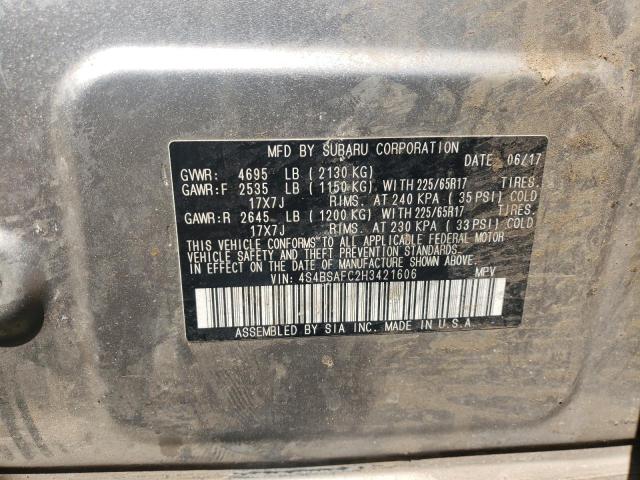 MFD BY SUBARU CORPORATION DATE 06/17
GVWR: 4695 LB ( 2130 KG)
GAWR:F 2535 LB ( 1150 KG) WITH 225/65R17 TIRES.
17X7J RIMS. AT 240 KPA ( 35 PSI) COLD
GAWR:R 2645 LB ( 1200 KG) WITH 225/65R17 TIRES.
17X7J RIMS. AT 230 KPA ( 33 PSI) COLD
THIS VEHICLE CONFORMS TO ALL APPLICABLE FEDERAL MOTOR
VEHICLE SAFETY AND THEFT PREVENTION STANDARDS
IN EFFECT ON THE DATE OF MANUFACTURE SHOWN ABOVE.
VIN: 4S4BSAFC2H3421606 MPV
ASSEMBLED BY SIA INC. MADE IN U.S.A.